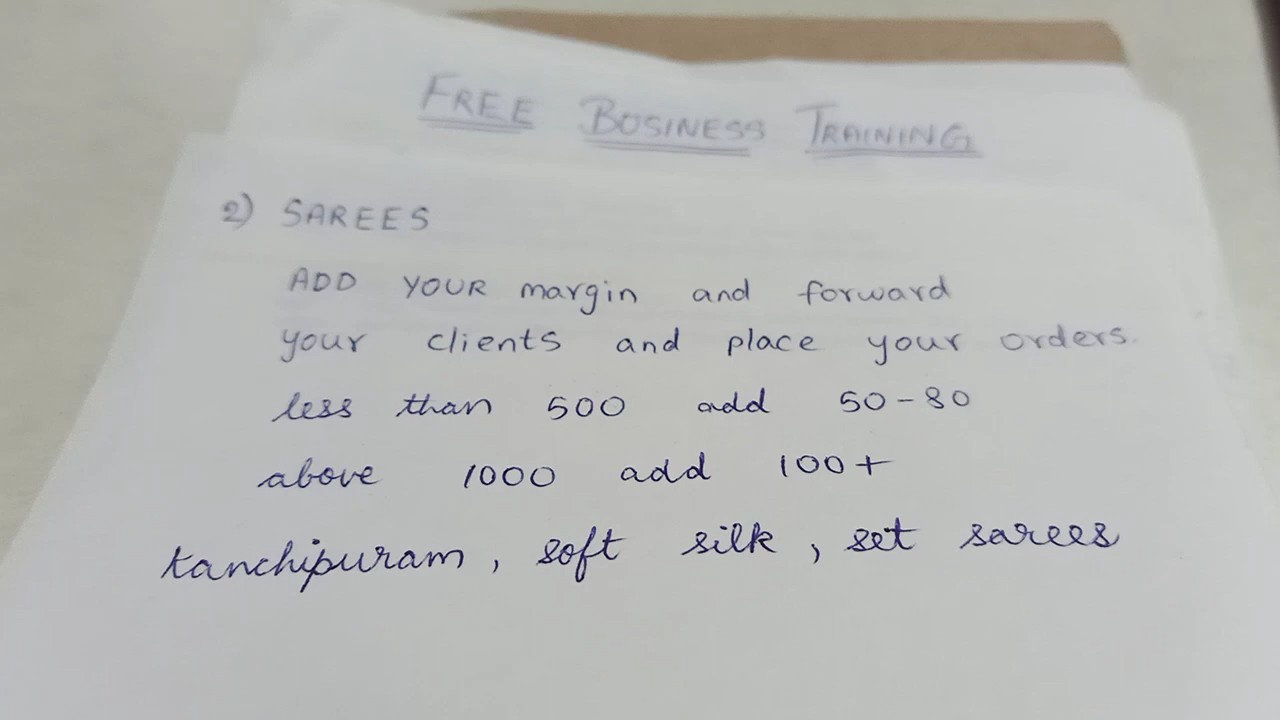 FREE BUSINESS TRAINING
2) SAREES
ADD YOUR margin and forward
your clients and place your orders.
less than 500 add 50-80
above 1000 add 100+
kanchipuram, soft silk, set sarees